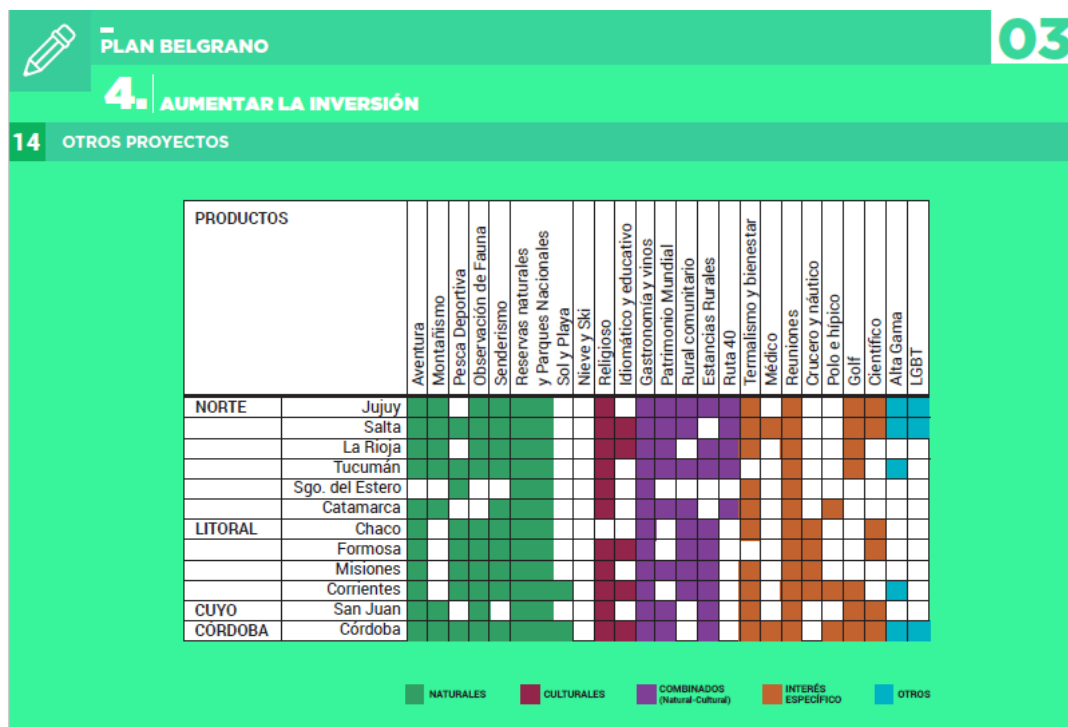 PLAN BELGRANO
03
4. AUMENTAR LA INVERSIÓN
14 OTROS PROYECTOS
PRODUCTOS
Aventura
Montañismo
Pesca Deportiva
Observación de Fauna
Senderismo
Reservas naturales
y Parques Nacionales
Sol y Playa
Nieve y Ski
Religioso
Idiomático y educativo
Gastronomía y vinos
Patrimonio Mundial
Rural comunitario
Estancias Rurales
Ruta 40
Termalismo y bienestar
Médico
Reuniones
Crucero y náutico
Polo e hípico
Golf
Científico
Alta Gama
LGBT
NORTE Jujuy
Salta
La Rioja
Tucumán
Sgo. del Estero
Catamarca
LITORAL Chaco
Formosa
Misiones
Corrientes
CUYO San Juan
CÓRDOBA Córdoba
NATURALES
CULTURALES
COMBINADOS
(Natural-Cultural)
INTERÉS
ESPECÍFICO
OTROS